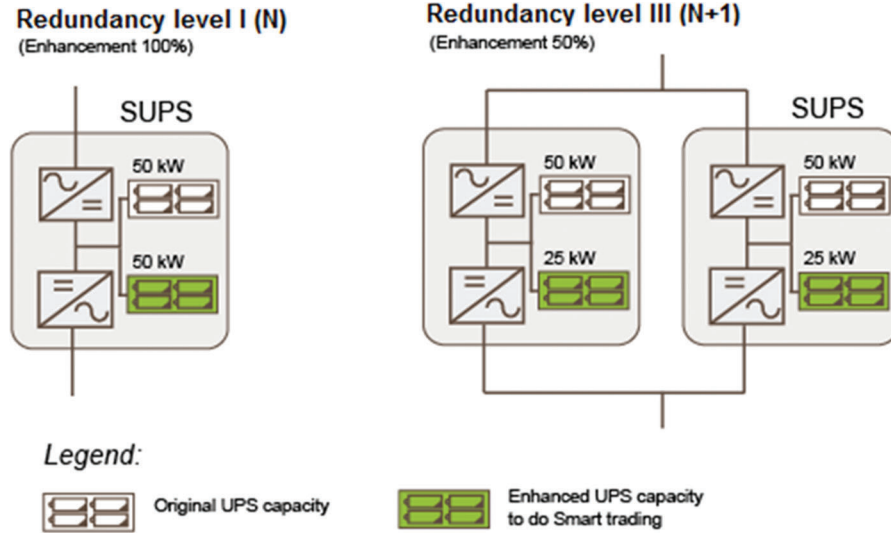 Redundancy level I (N)
(Enhancement 100%)
SUPS
50 kW
50 kW
Redundancy level III (N+1)
(Enhancement 50%)
SUPS
50 kW
50 kW
25 kW
25 kW
Legend:
Original UPS capacity
Enhanced UPS capacity
to do Smart trading